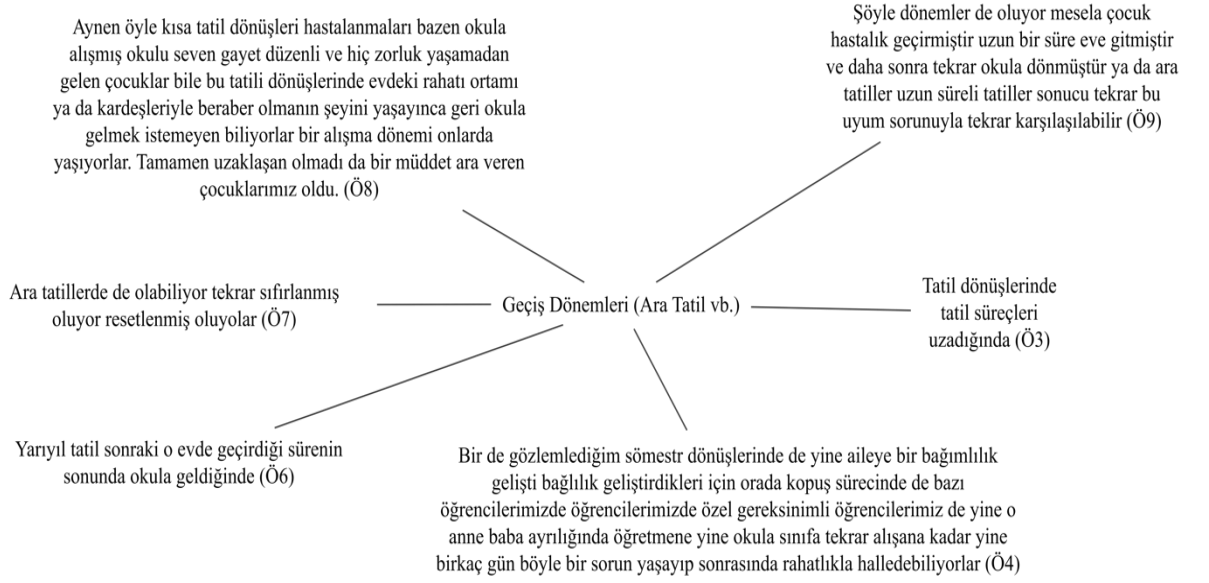 Aynen öyle kısa tatil dönüşleri hastalanmaları bazen okula
alışmış okulu seven gayet düzenli ve hiç zorluk yaşamadan
gelen çocuklar bile bu tatili dönüşlerinde evdeki rahatı ortamı
ya da kardeşleriyle beraber olmanın şeyini yaşayınca geri okula
gelmek istemeyen biliyorlar bir alışma dönemi onlarda
yaşıyorlar. Tamamen uzaklaşan olmadı da bir müddet ara veren
çocuklarımız oldu. (Ö8)
Şöyle dönemler de oluyor mesela çocuk
hastalık geçirmiştir uzun bir süre eve gitmiştir
ve daha sonra tekrar okula dönmüştür ya da ara
tatiller uzun süreli tatiller sonucu tekrar bu
uyum sorunuyla tekrar karşılaşılabilir (Ö9)
Ara tatillerde de olabiliyor tekrar sıfırlanmış
oluyor resetlenmiş oluyolar (Ö7)
Geçiş Dönemleri (Ara Tatil vb.)
Tatil dönüşlerinde
tatil süreçleri
uzadığında (Ö3)
Yarıyıl tatil sonraki o evde geçirdiği sürenin
sonunda okula geldiğinde (Ö6)
Bir de gözlemlediğim sömestr dönüşlerinde de yine aileye bir bağımlılık
gelişti bağlılık geliştirdikleri için orada kopuş sürecinde de bazı
öğrencilerimizde öğrencilerimizde özel gereksinimli öğrencilerimiz de yine o
anne baba ayrılığında öğretmene yine okula sınıfa tekrar alışana kadar yine
birkaç gün böyle bir sorun yaşayıp sonrasında rahatlıkla halledebiliyorlar (Ö4)